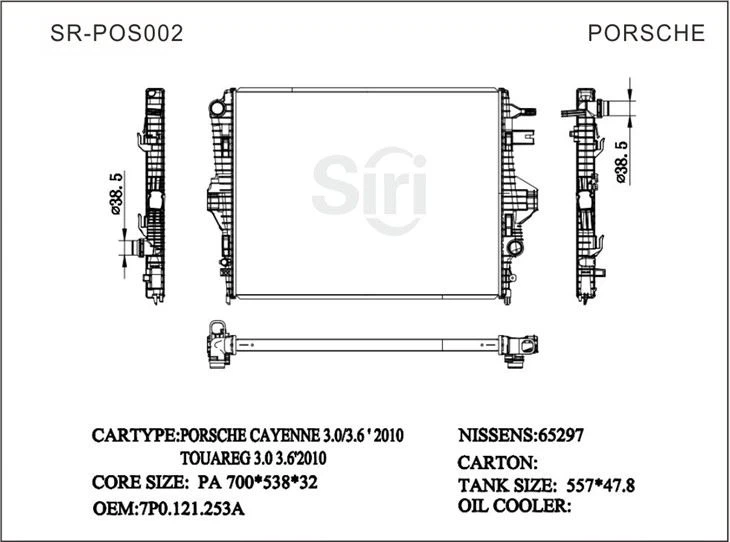 SR-POS002
PORSCHE
ø38.5
ø38.5
Siri
CARTYPE:PORSCHE CAYENNE 3.0/3.6 ' 2010
TOUAREG 3.0 3.6'2010
CORE SIZE: PA 700*538*32
OEM:7P0.121.253A
NISSENS:65297
CARTON:
TANK SIZE: 557*47.8
OIL COOLER: